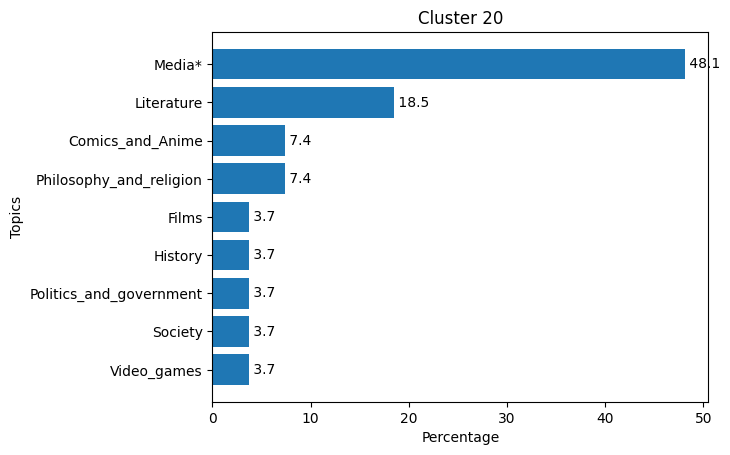 Cluster 20
Topics
Media* 48.1
Literature 18.5
Comics_and_Anime 7.4
Philosophy_and_religion 7.4
Films 3.7
History 3.7
Politics_and_government 3.7
Society 3.7
Video_games 3.7
0 10 20 30 40 50
Percentage